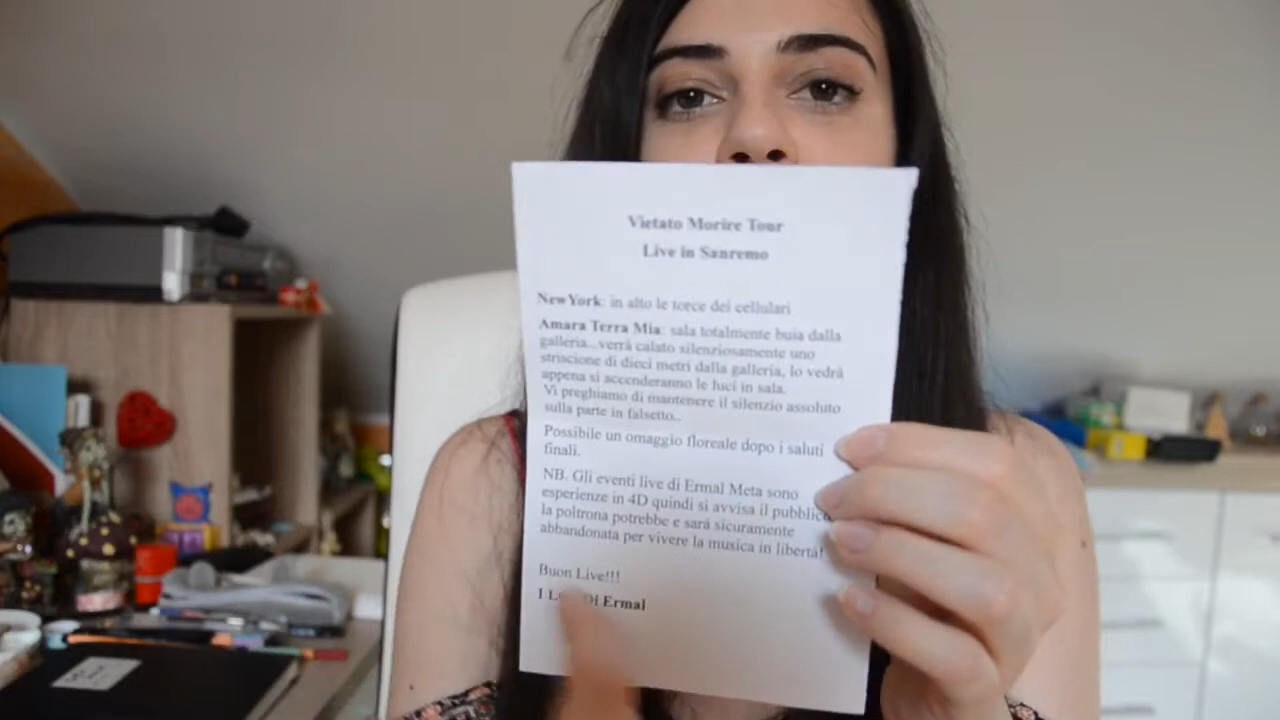 Vietato Morire Tour
Live in Sanremo
NewYork: in alto le torce dei cellulari
Amara Terra Mia: sala totalmente buia dalla
galleria...verrà calato silenziosamente uno
striscione di dieci metri dalla galleria, lo vedrà
appena si accenderanno le luci in sala.
Vi preghiamo di mantenere il silenzio assoluto
sulla parte in falsetto..
Possibile un omaggio floreale dopo i saluti
finali.
NB. Gli eventi live di Ermal Meta sono
esperienze in 4D quindi si avvisa il pubblico
la poltrona potrebbe e sarà sicuramente
abbandonata per vivere la musica in libertà!
Buon Live!!!
I Di Ermal